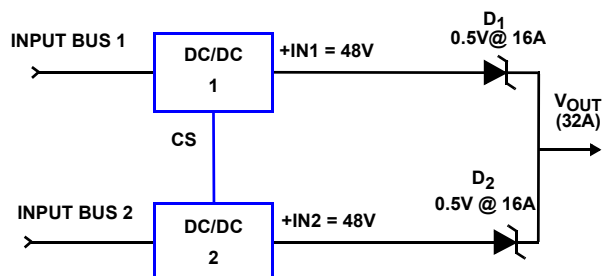 D1
0.5V@ 16A
INPUT BUS 1
DC/DC
1
+IN1 = 48V
VOUT
(32A)
CS
D2
0.5V @ 16A
INPUT BUS 2
DC/DC
2
+IN2 = 48V